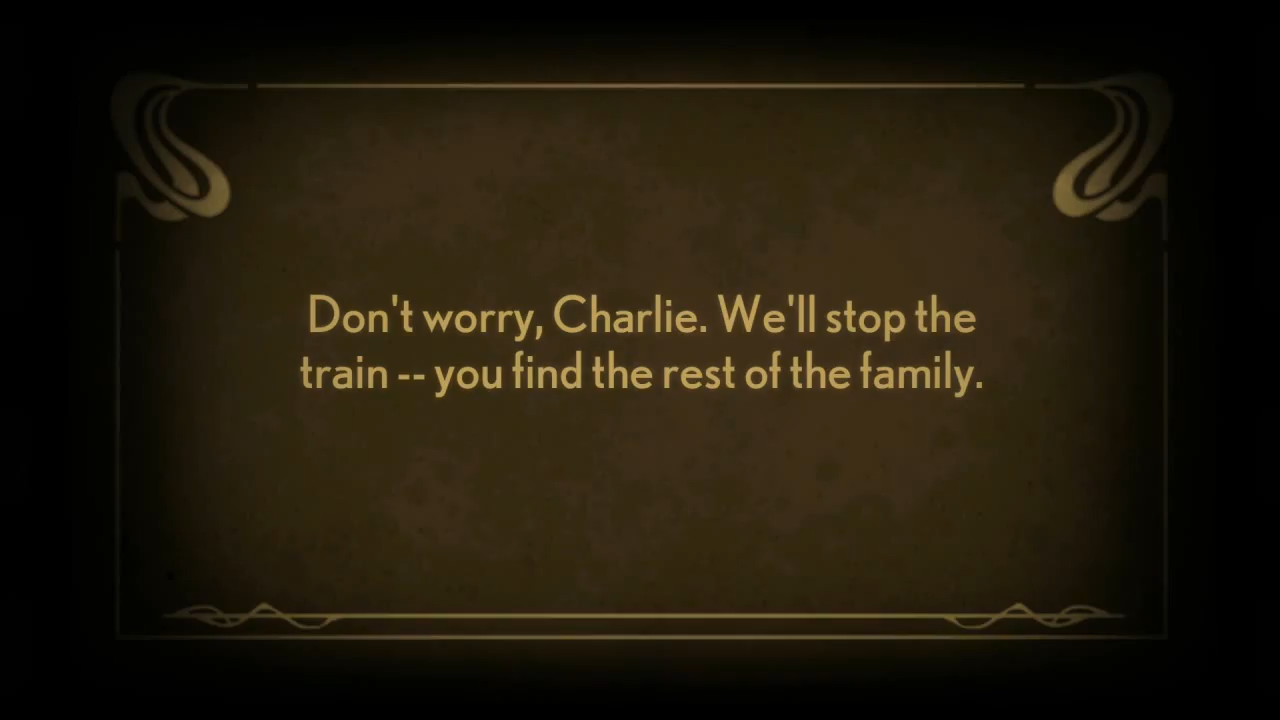 Don't worry, Charlie. We'll stop the
train -- you find the rest of the family.